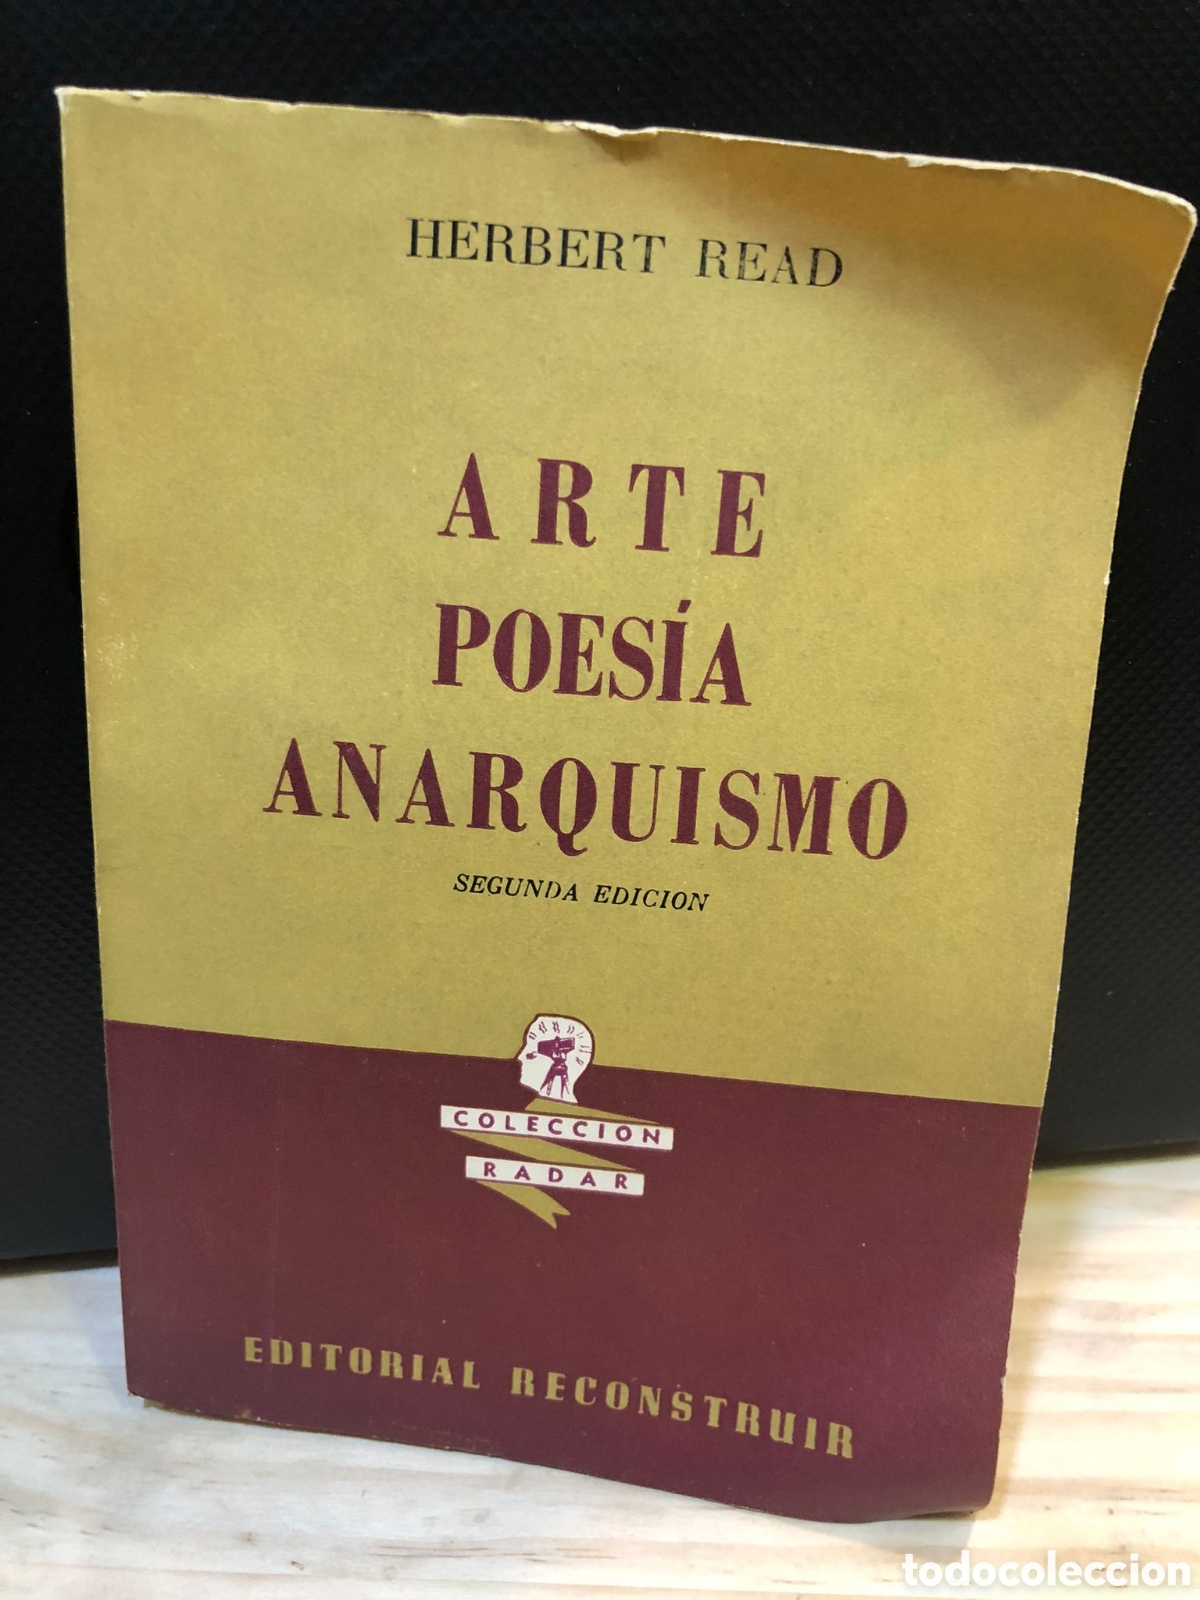 HERBERT READ
ARTE
POESÍA
ANARQUISMO
SEGUNDA EDICION
COLECCION
RADAR
EDITORIAL RECONSTRUIR
todocoleccion